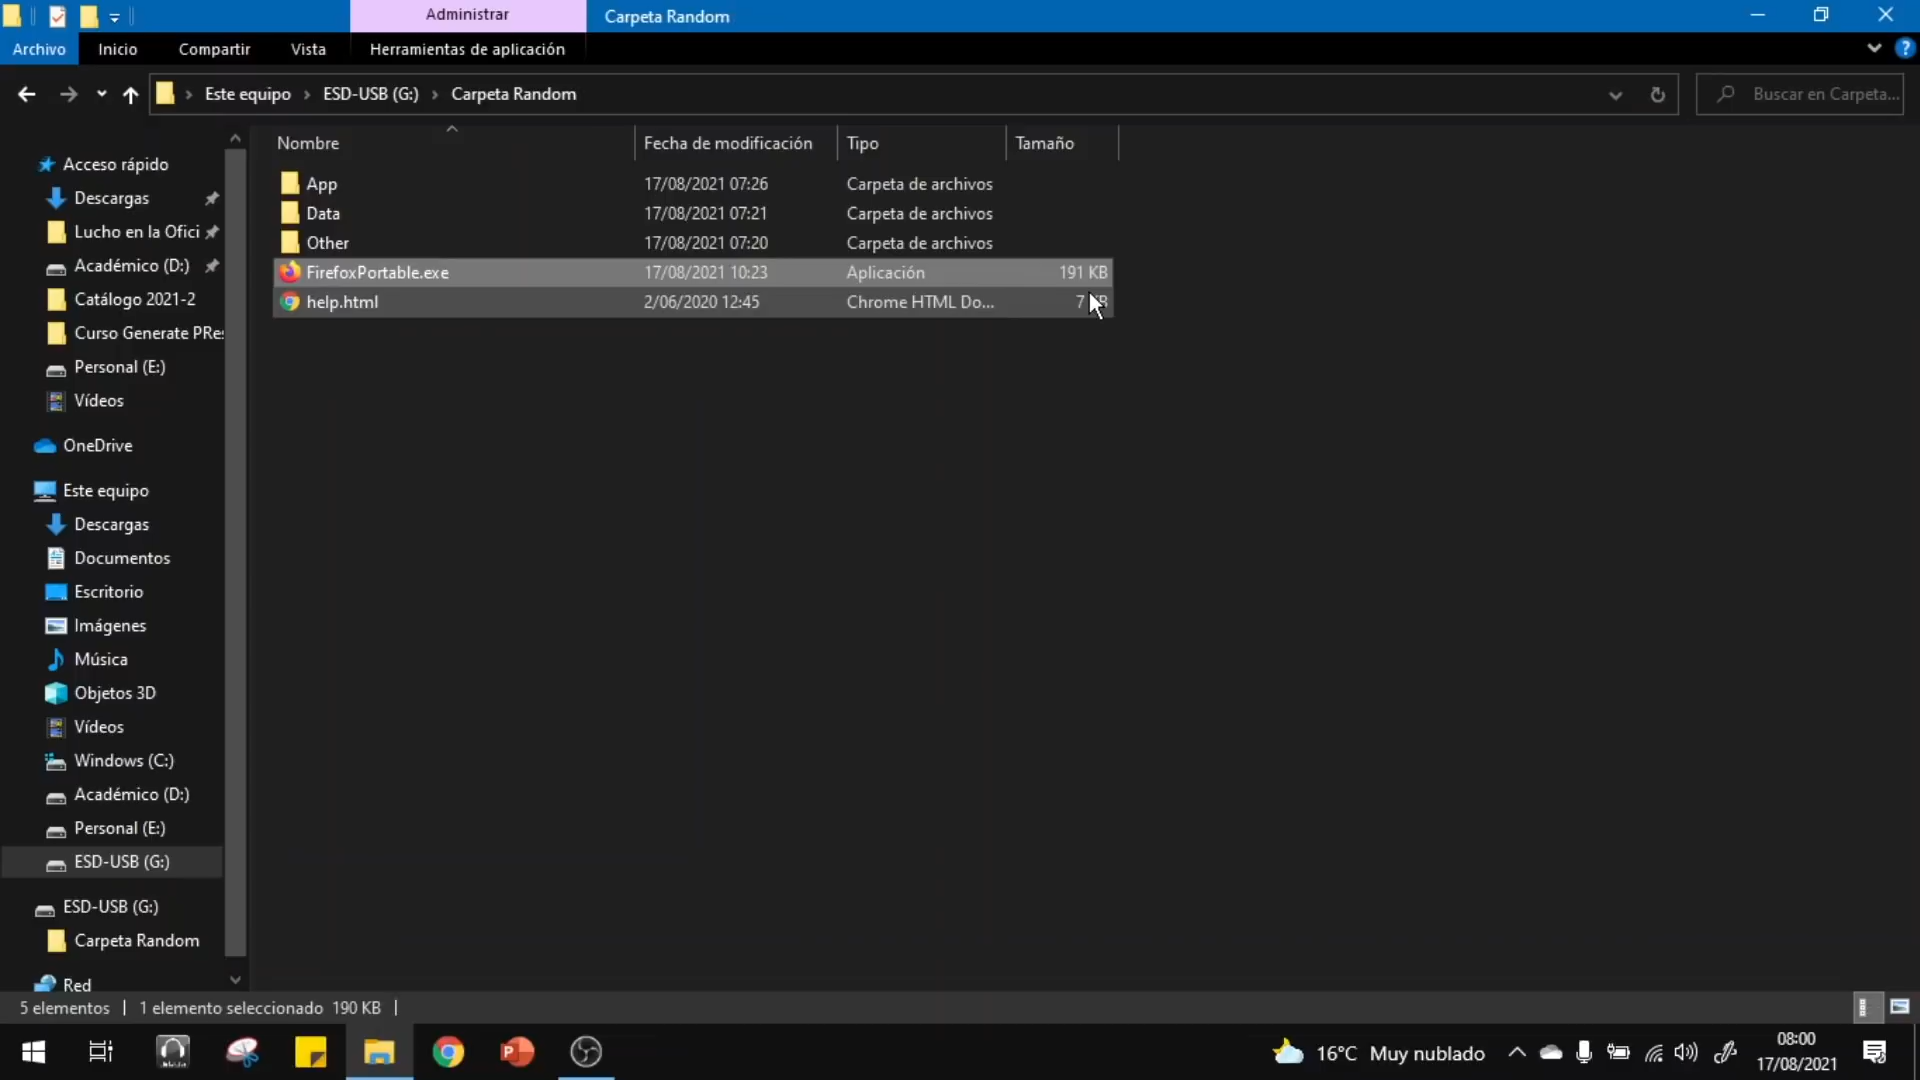 Administrar
Carpeta Random
Archivo Inicio Compartir Vista Herramientas de aplicación
Este equipo ESD-USB (G:) Carpeta Random
Buscar en Carpeta...
Nombre Fecha de modificación Tipo Tamaño
App 17/08/2021 07:26 Carpeta de archivos
Data 17/08/2021 07:21 Carpeta de archivos
Other 17/08/2021 07:20 Carpeta de archivos
FirefoxPortable.exe 17/08/2021 10:23 Aplicación 191 KB
help.html 2/06/2020 12:45 Chrome HTML Do... 7 KB
Acceso rápido
Descargas
Lucho en la Ofici
Académico (D:)
Catálogo 2021-2
Curso Generate PRes
Personal (E:)
Vídeos
OneDrive
Este equipo
Descargas
Documentos
Escritorio
Imágenes
Música
Objetos 3D
Vídeos
Windows (C:)
Académico (D:)
Personal (E:)
ESD-USB (G:)
ESD-USB (G:)
Carpeta Random
Red
5 elementos 1 elemento seleccionado 190 KB
16°C Muy nublado
08:00
17/08/2021